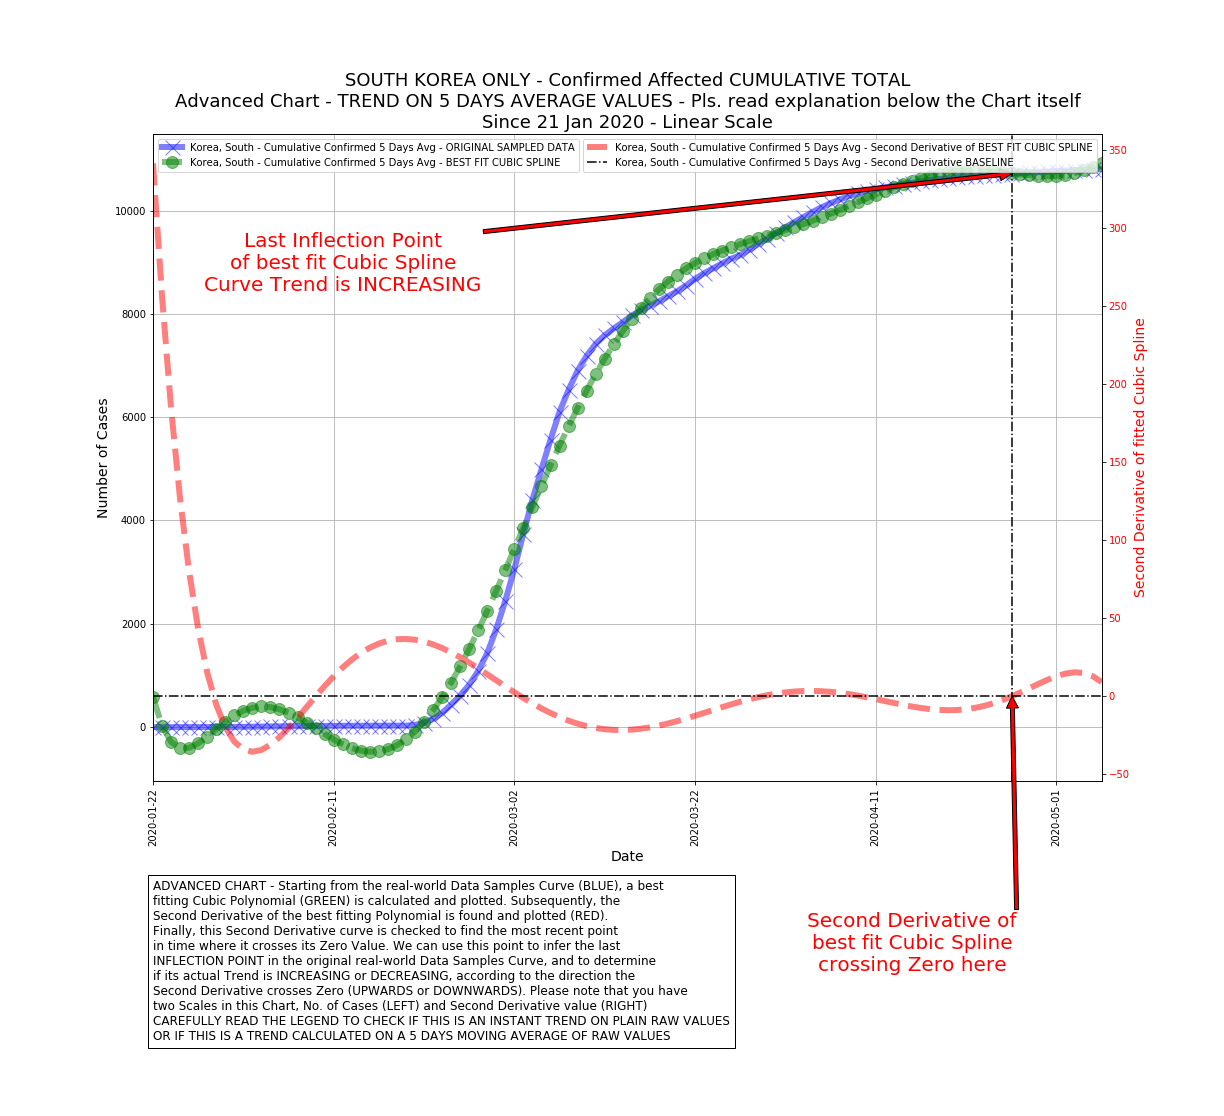 SOUTH KOREA ONLY - Confirmed Affected CUMULATIVE TOTAL
Advanced Chart - TREND ON 5 DAYS AVERAGE VALUES - Pls. read explanation below the Chart itself
Since 21 Jan 2020 - Linear Scale
Korea, South - Cumulative Confirmed 5 Days Avg - ORIGINAL SAMPLED DATA
Korea, South - Cumulative Confirmed 5 Days Avg - BEST FIT CUBIC SPLINE
Korea, South - Cumulative Confirmed 5 Days Avg - Second Derivative of BEST FIT CUBIC SPLINE
Korea, South - Cumulative Confirmed 5 Days Avg - Second Derivative BASELINE
Last Inflection Point
of best fit Cubic Spline
Curve Trend is INCREASING
Number of Cases
10000
8000
6000
4000
2000
0
350
300
250
200
150
100
50
0
−50
Second Derivative of fitted Cubic Spline
2020-01-22
2020-02-11
2020-03-02
2020-03-22
2020-04-11
2020-05-01
Date
Second Derivative of
best fit Cubic Spline
crossing Zero here
ADVANCED CHART - Starting from the real-world Data Samples Curve (BLUE), a best
fitting Cubic Polynomial (GREEN) is calculated and plotted. Subsequently, the
Second Derivative of the best fitting Polynomial is found and plotted (RED).
Finally, this Second Derivative curve is checked to find the most recent point
in time where it crosses its Zero Value. We can use this point to infer the last
INFLECTION POINT in the original real-world Data Samples Curve, and to determine
if its actual Trend is INCREASING or DECREASING, according to the direction the
Second Derivative crosses Zero (UPWARDS or DOWNWARDS). Please note that you have
two Scales in this Chart, No. of Cases (LEFT) and Second Derivative value (RIGHT)
CAREFULLY READ THE LEGEND TO CHECK IF THIS IS AN INSTANT TREND ON PLAIN RAW VALUES
OR IF THIS IS A TREND CALCULATED ON A 5 DAYS MOVING AVERAGE OF RAW VALUES